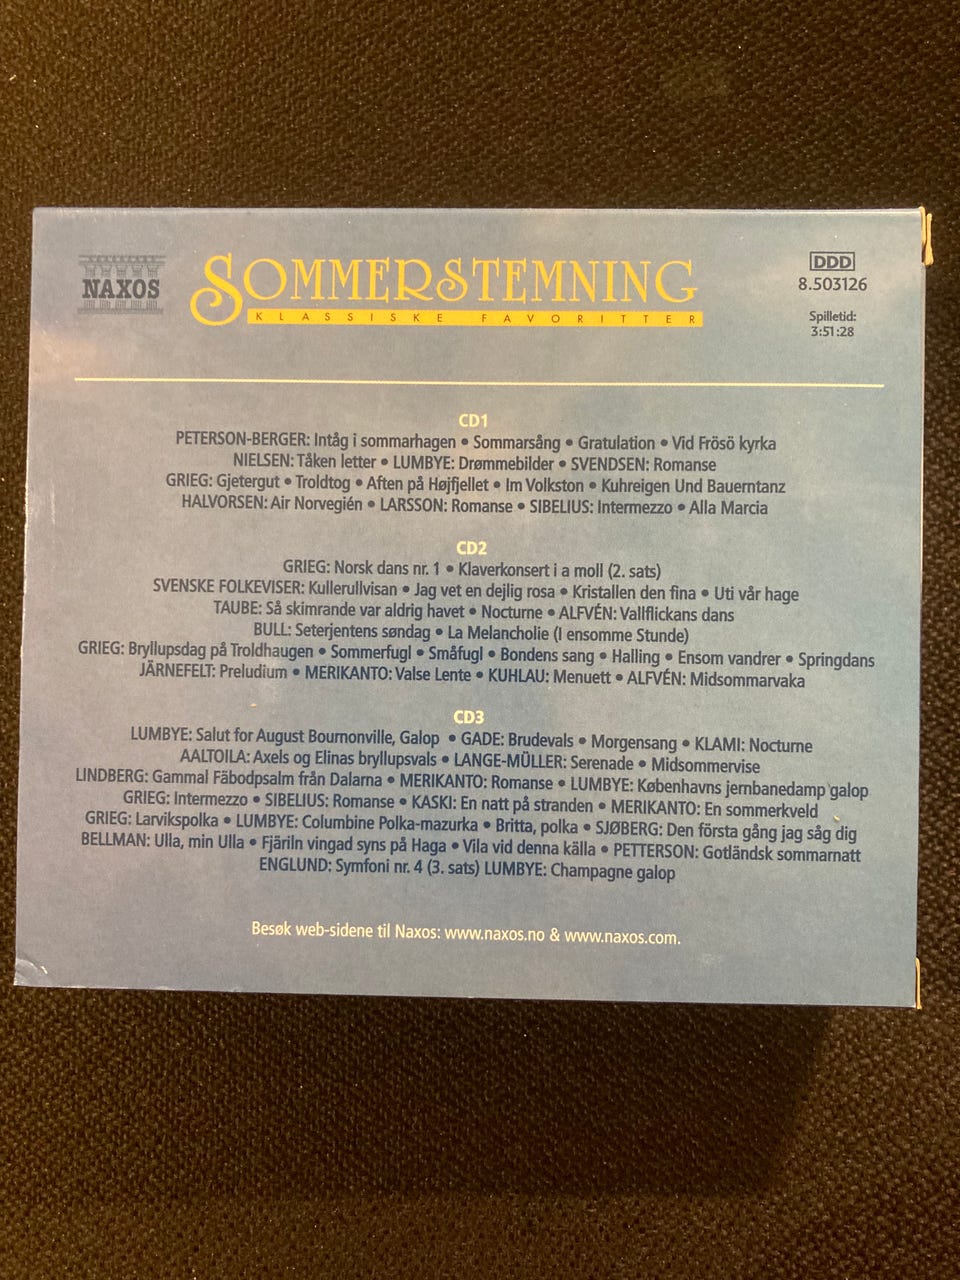 NAXOS
SOMMERSTEMNING
KLASSISKE FAVORITTER
DDD
8.503126
Spilletid:
3:51:28
CD1
PETERSON-BERGER: Intåg i sommarhagen • Sommarsång • Gratulation • Vid Frösö kyrka
NIELSEN: Tåken letter • LUMBYE: Drømmebilder • SVENDSEN: Romanse
GRIEG: Gjetergut • Troldtog • Aften på Højfjellet • Im Volkston • Kuhreigen Und Bauerntanz
HALVORSEN: Air Norvegién • LARSSON: Romanse • SIBELIUS: Intermezzo • Alla Marcia
CD2
GRIEG: Norsk dans nr. 1 • Klaverkonsert i a moll (2. sats)
SVENSKE FOLKEVISER: Kullerullvisan • Jag vet en dejlig rosa • Kristallen den fina • Uti vår hage
TAUBE: Så skimrande var aldrig havet • Nocturne • ALFVÉN: Vallflickans dans
BULL: Seterjentens søndag • La Melancholie (I ensomme Stunde)
GRIEG: Bryllupsdag på Troldhaugen • Sommerfugl • Småfugl • Bondens sang • Halling • Ensom vandrer • Springdans
JÄRNEFELT: Preludium • MERIKANTO: Valse Lente • KUHLAU: Menuett • ALFVÉN: Midsommarvaka
CD3
LUMBYE: Salut for August Bournonville, Galop • GADE: Brudevals • Morgensang • KLAMI: Nocturne
AALTOILA: Axels og Elinas bryllupsvals • LANGE-MÜLLER: Serenade • Midsommervise
LINDBERG: Gammal Fäbodpsalm från Dalarna • MERIKANTO: Romanse • LUMBYE: Københavns jernbanedamp galop
GRIEG: Intermezzo • SIBELIUS: Romanse • KASKI: En natt på stranden • MERIKANTO: En sommerkveld
GRIEG: Larvikspolka • LUMBYE: Columbine Polka-mazurka • Britta, polka • SJØBERG: Den första gång jag såg dig
BELLMAN: Ulla, min Ulla • Fjäriln vingad syns på Haga • Vila vid denna källa • PETTERSON: Gotländsk sommarnatt
ENGLUND: Symfoni nr. 4 (3. sats) LUMBYE: Champagne galop
Besøk web-sidene til Naxos: www.naxos.no & www.naxos.com.